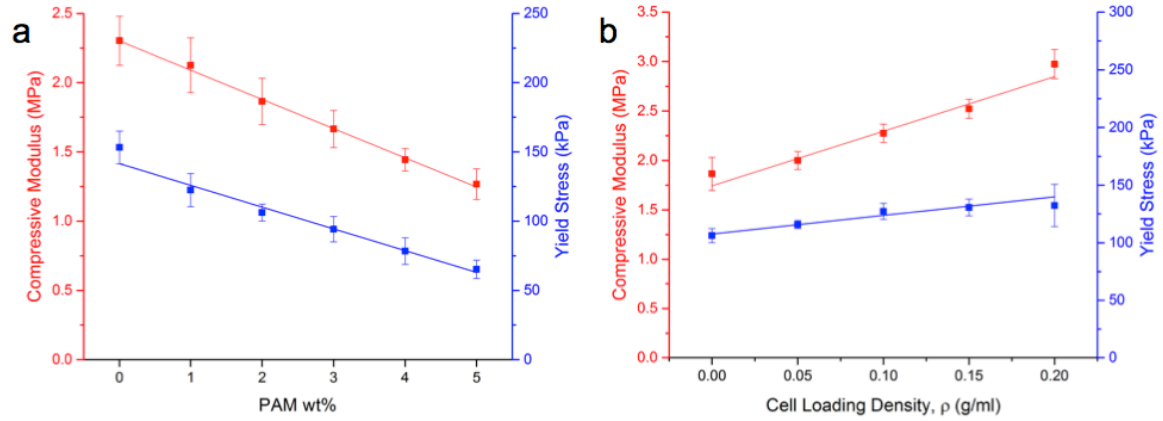 a
2.5
2.0
1.5
1.0
0.5
0.0
Compressive Modulus (MPa)
250
200
150
100
50
0
Yield Stress (kPa)
0 1 2 3 4 5
PAM wt%
b
3.5
3.0
2.5
2.0
1.5
1.0
0.5
0.0
Compressive Modulus (MPa)
300
250
200
150
100
50
0
Yield Stress (kPa)
0.00 0.05 0.10 0.15 0.20
Cell Loading Density, ρ (g/ml)